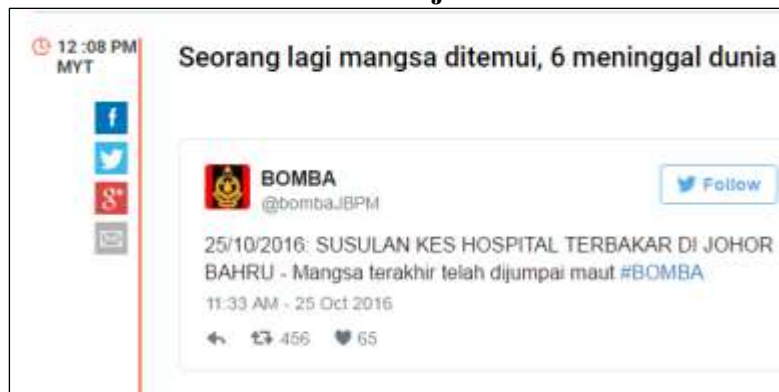 12 :08 PM
MYT
Seorang lagi mangsa ditemui, 6 meninggal dunia
f
g+
BOMBA
@bombaJBPM
Follow
25/10/2016: SUSULAN KES HOSPITAL TERBAKAR DI JOHOR
BAHRU - Mangsa terakhir telah dijumpai maut #BOMBA
11:33 AM - 25 Oct 2016
456 65